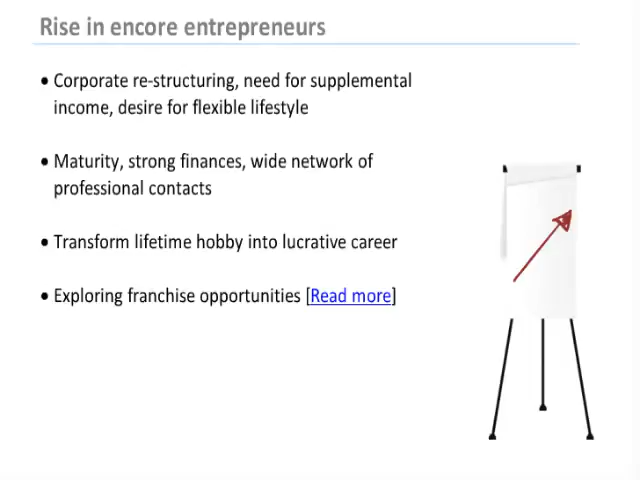 Rise in encore entrepreneurs
• Corporate re-structuring, need for supplemental
income, desire for flexible lifestyle
• Maturity, strong finances, wide network of
professional contacts
• Transform lifetime hobby into lucrative career
• Exploring franchise opportunities [Read more]